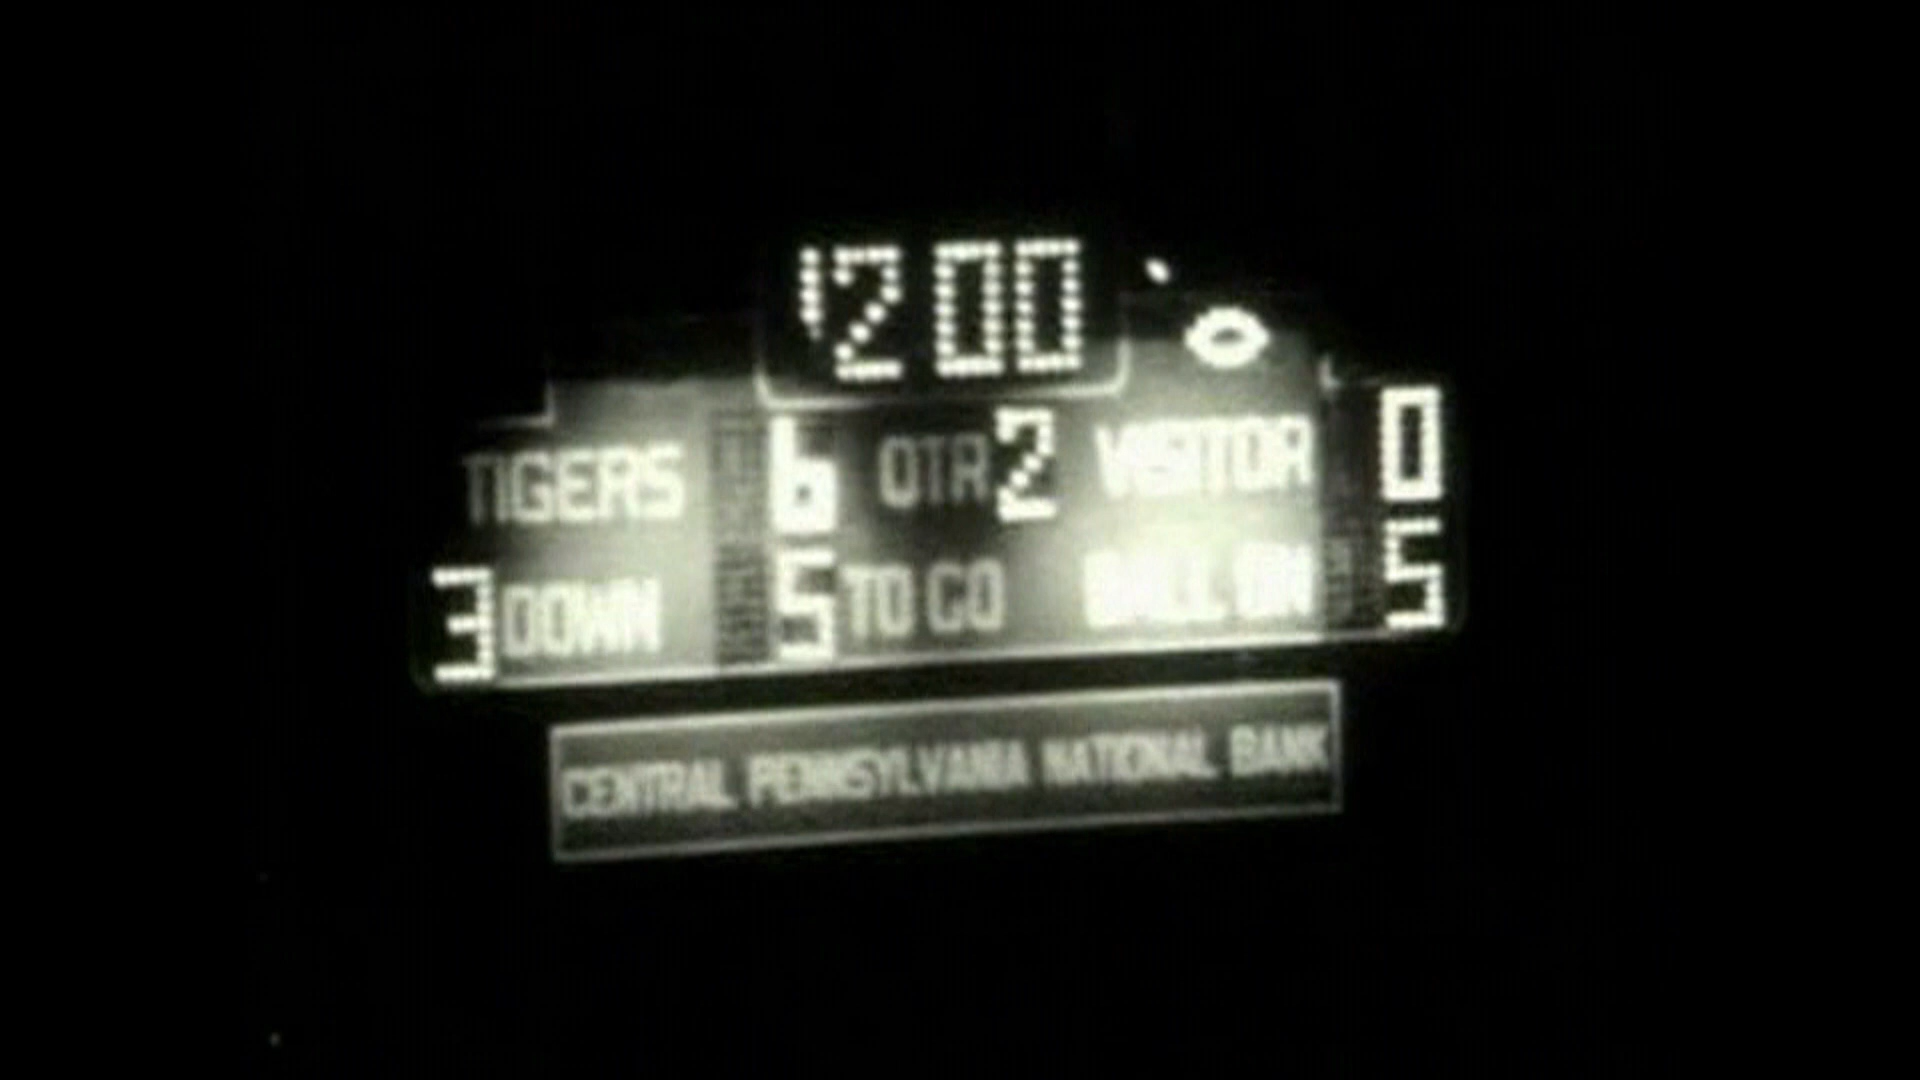 12 00
TIGERS 6 QTR 2 VISITOR 0
3 DOWN 5 TO GO BALL ON 5
CENTRAL PENNSYLVANIA NATIONAL BANK